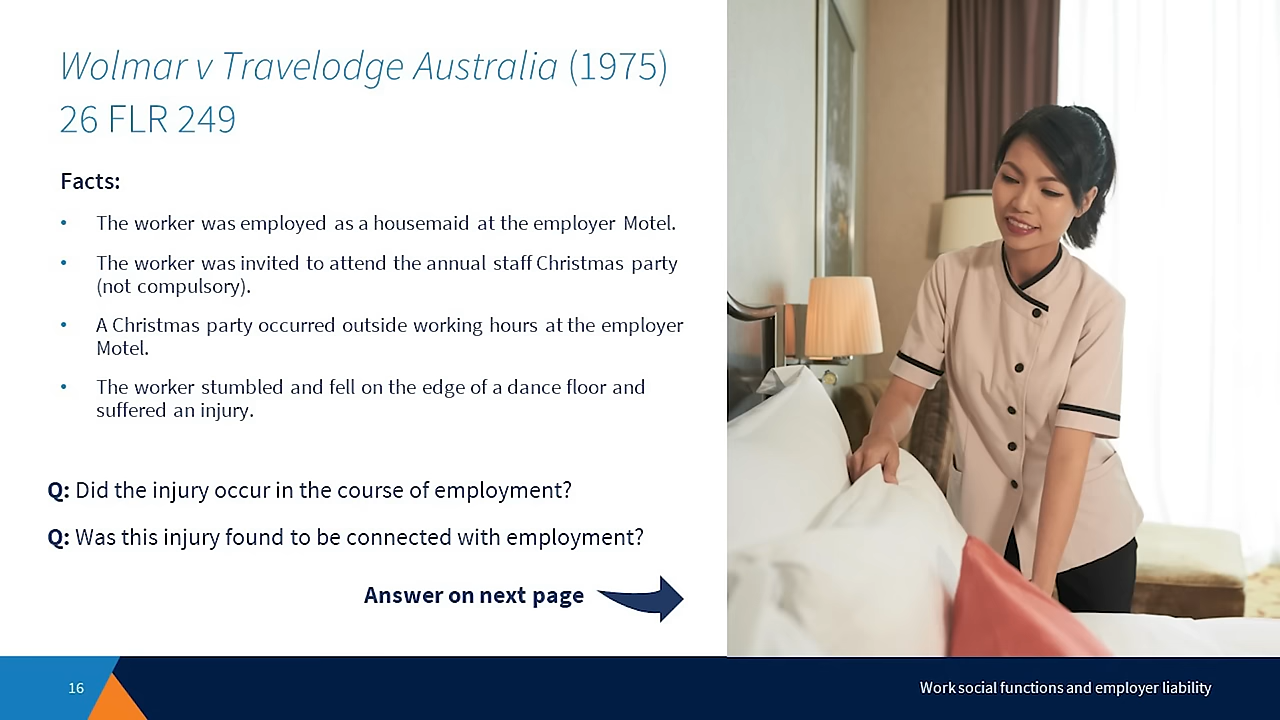 Wolmar v Travelodge Australia (1975)
26 FLR 249
Facts:
• The worker was employed as a housemaid at the employer Motel.
• The worker was invited to attend the annual staff Christmas party
(not compulsory).
• A Christmas party occurred outside working hours at the employer
Motel.
• The worker stumbled and fell on the edge of a dance floor and
suffered an injury.
Q: Did the injury occur in the course of employment?
Q: Was this injury found to be connected with employment?
Answer on next page
16
Work social functions and employer liability